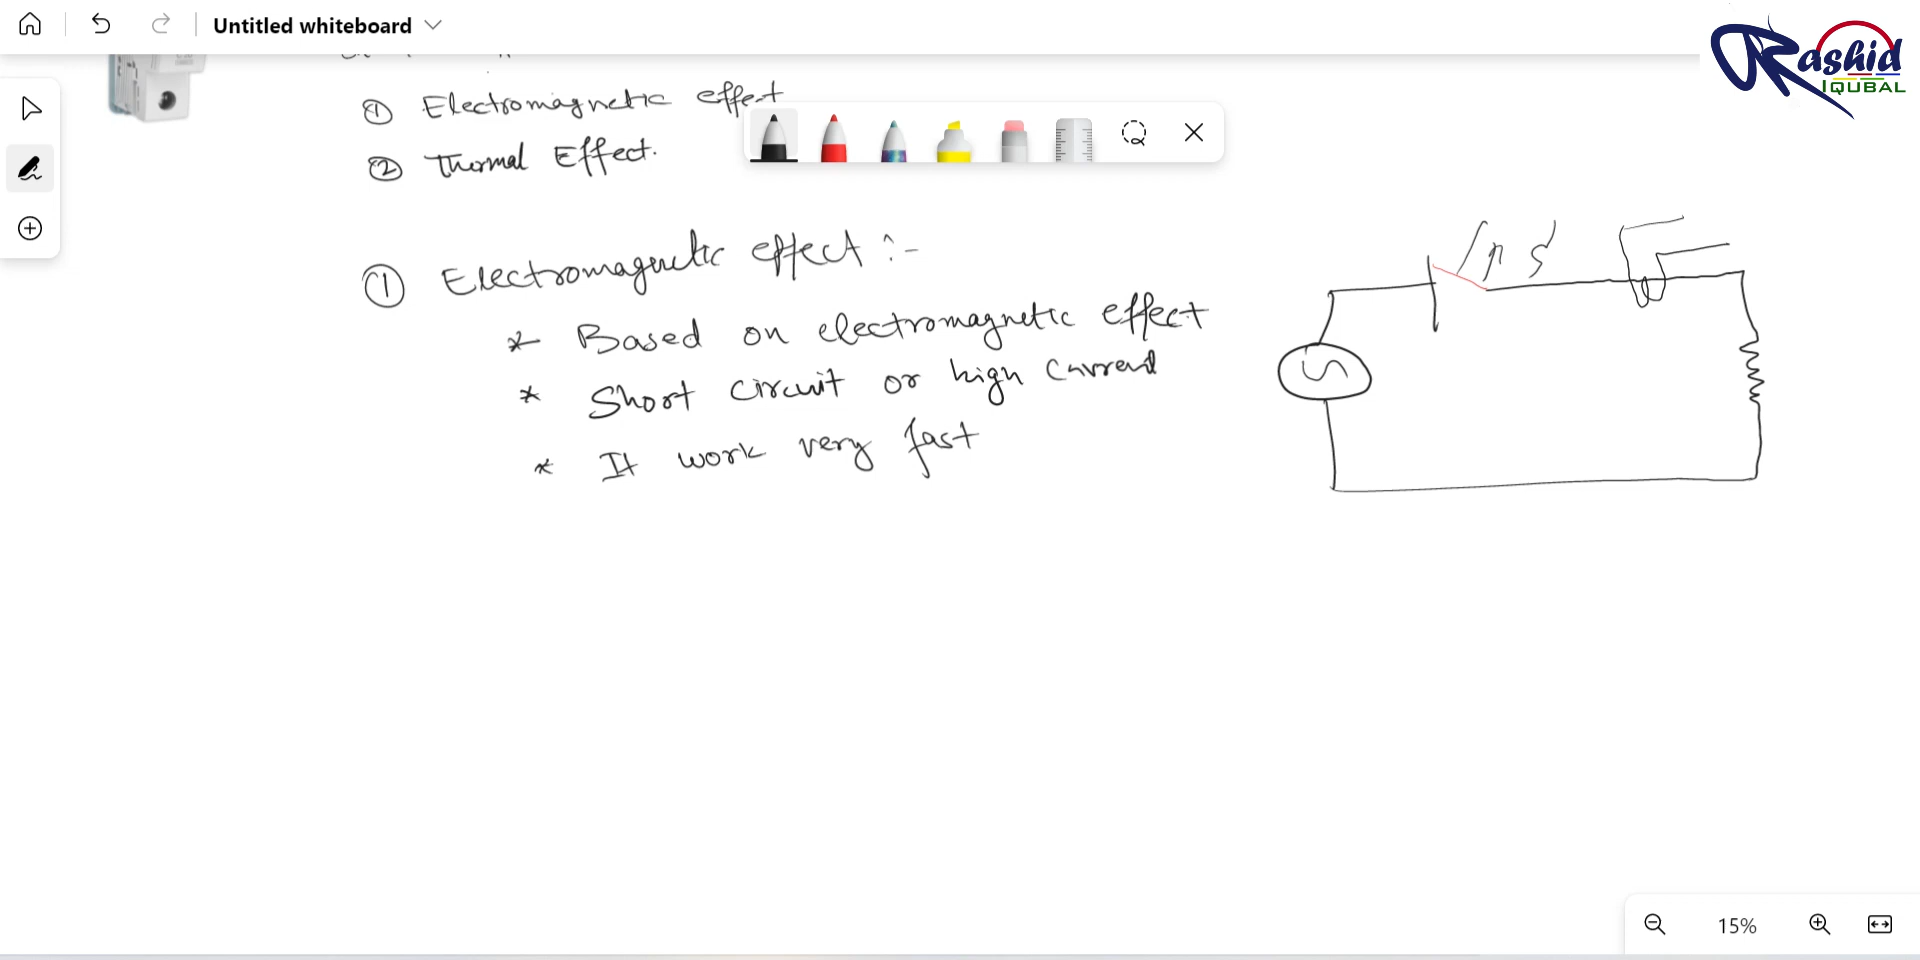 Untitled whiteboard
Rashid
IQUBAL
① Electromagnetic effect
② Thermal Effect.
① Electromagnetic effect :-
* Based on electromagnetic effect
* Short circuit or high current
* It work very fast
15%